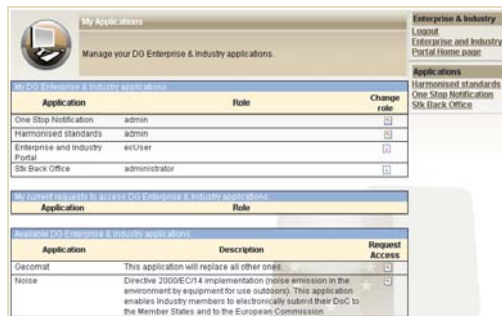 My Applications
Manage your DG Enterprise & Industry applications.
My DG Enterprise & Industry applications
Application Role Change role
One Stop Notification admin
Harmonised standards admin
Enterprise and Industry Portal ecUser
Stk Back Office administrator
My current requests to access DG Enterprise & Industry applications.
Application Role
Available DG Enterprise & Industry applications.
Application Description Request Access
Gecomat This application will replace all other ones.
Noise Directive 2000/EC/14 implementation (noise emission in the
environment by equipment for use outdoors). This application
enables Industry members to electronically submit their DoC to
the Member States and to the European Commission
Enterprise & Industry
Logout
Enterprise and Industry
Portal Home page
Applications
Harmonised standards
One Stop Notification
Stk Back Office